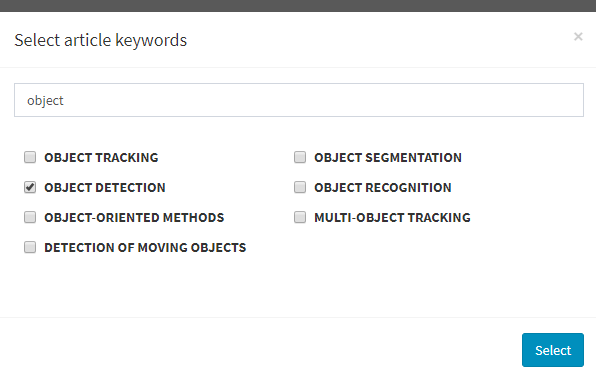 Select article keywords
×
object
OBJECT TRACKING
OBJECT SEGMENTATION
OBJECT DETECTION
OBJECT RECOGNITION
OBJECT-ORIENTED METHODS
MULTI-OBJECT TRACKING
DETECTION OF MOVING OBJECTS
Select